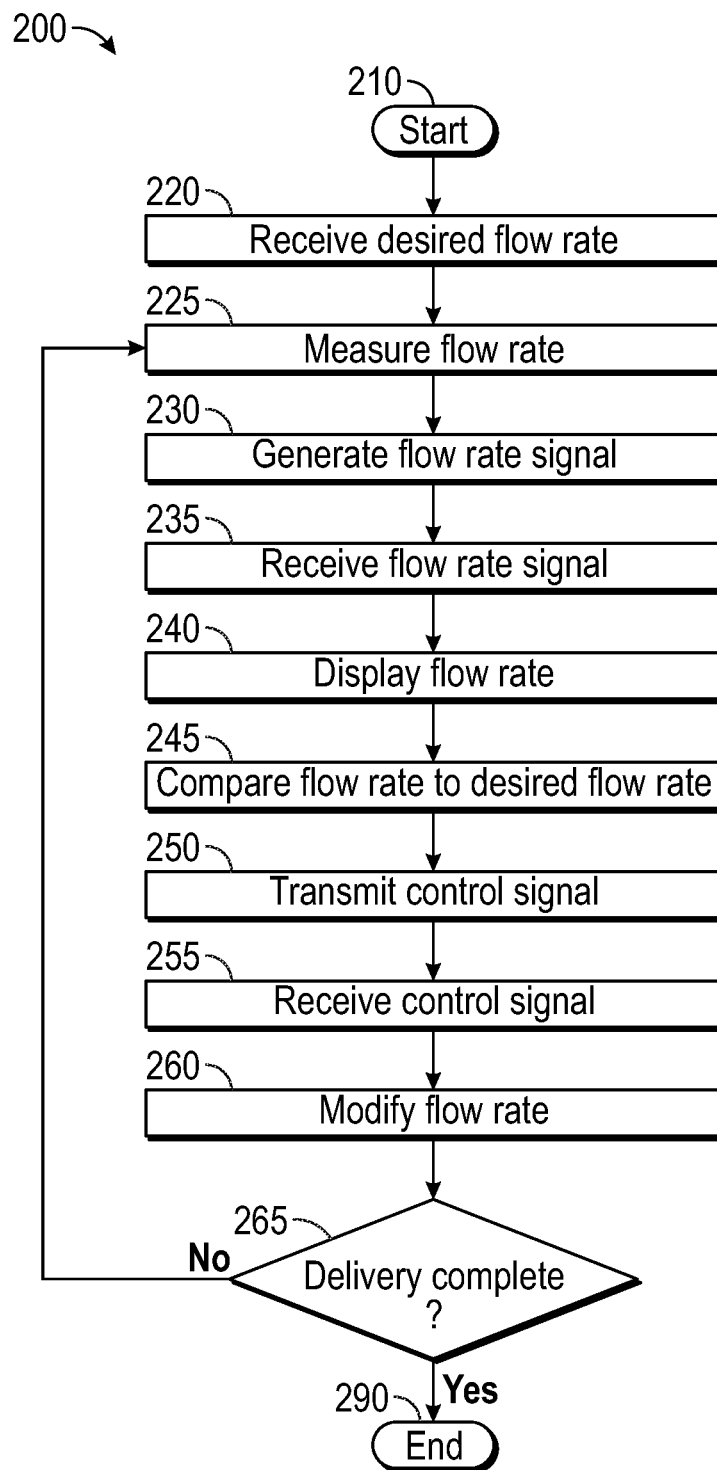 200
210
Start
220
Receive desired flow rate
225
Measure flow rate
230
Generate flow rate signal
235
Receive flow rate signal
240
Display flow rate
245
Compare flow rate to desired flow rate
250
Transmit control signal
255
Receive control signal
260
Modify flow rate
265
No
Delivery complete
?
Yes
290
End